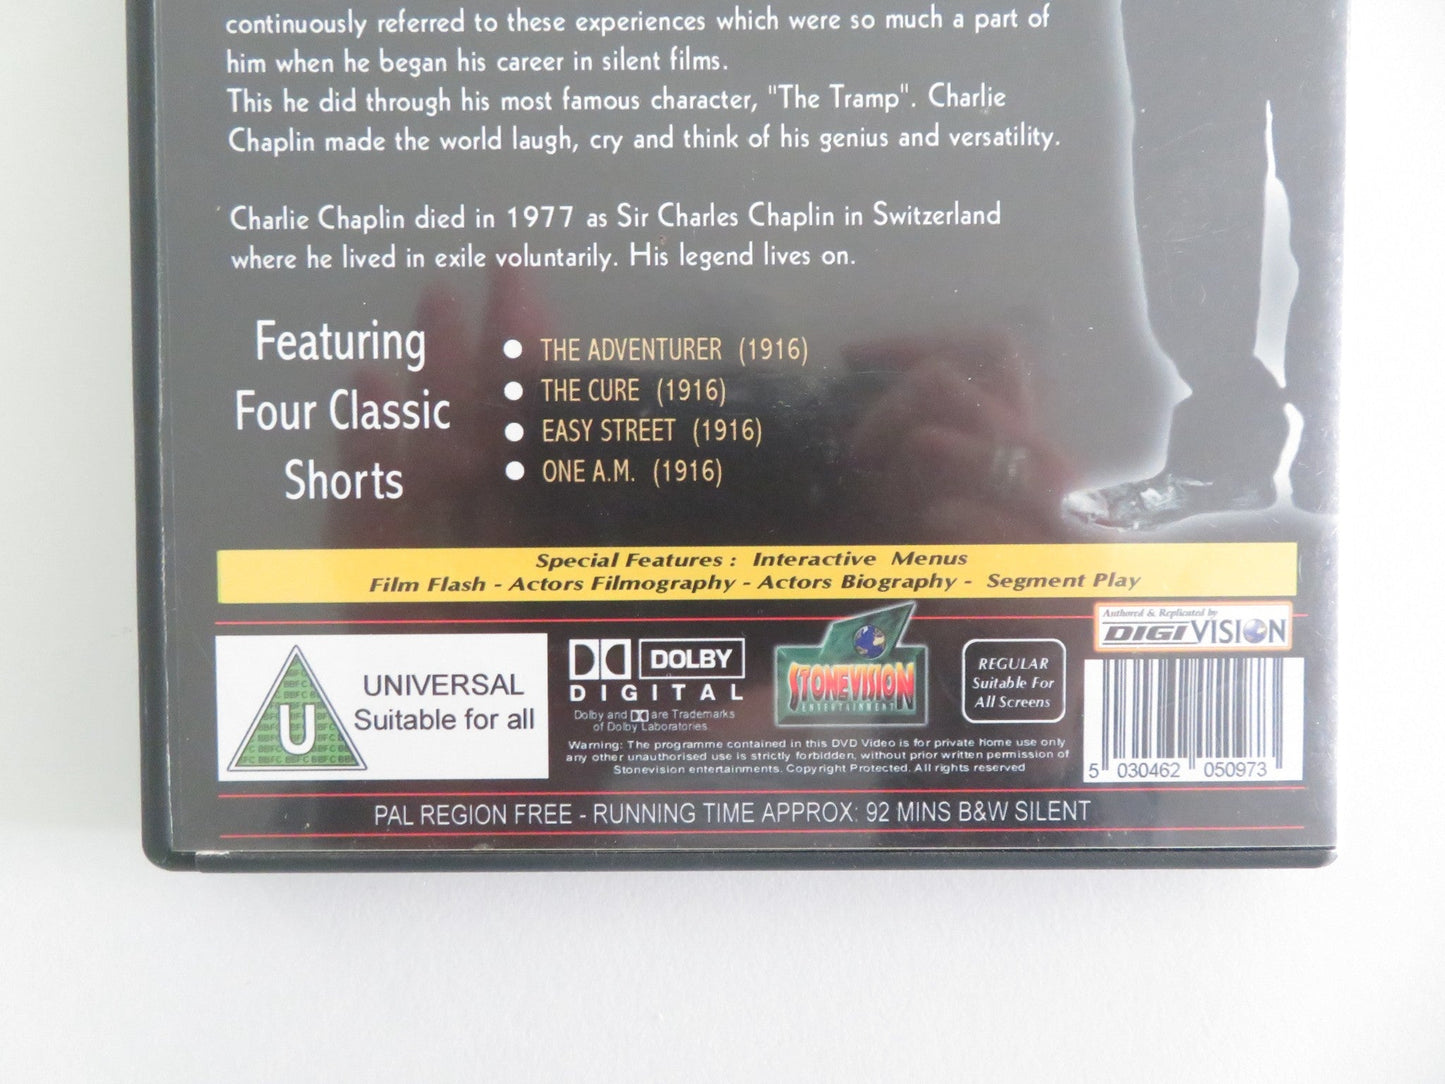 continuously referred to these experiences which were so much a part of
him when he began his career in silent films.
This he did through his most famous character, "The Tramp". Charlie
Chaplin made the world laugh, cry and think of his genius and versatility.
Charlie Chaplin died in 1977 as Sir Charles Chaplin in Switzerland
where he lived in exile voluntarily. His legend lives on.
Featuring
Four Classic
Shorts
THE ADVENTURER (1916)
THE CURE (1916)
EASY STREET (1916)
ONE A.M. (1916)
Special Features : Interactive Menus
Film Flash - Actors Filmography - Actors Biography - Segment Play
U
UNIVERSAL
Suitable for all
DOLBY
DIGITAL
Dolby and DD are Trademarks
of Dolby Laboratories.
STONEVISION
ENTERTAINMENT
REGULAR
Suitable For
All Screens
Authored & Replicated by
DIGIVISION
Warning: The programme contained in this DVD Video is for private home use only
any other unauthorised use is strictly forbidden, without prior written permission of
Stonevision entertainments. Copyright Protected. All rights reserved
5 030462 050973
PAL REGION FREE - RUNNING TIME APPROX: 92 MINS B&W SILENT